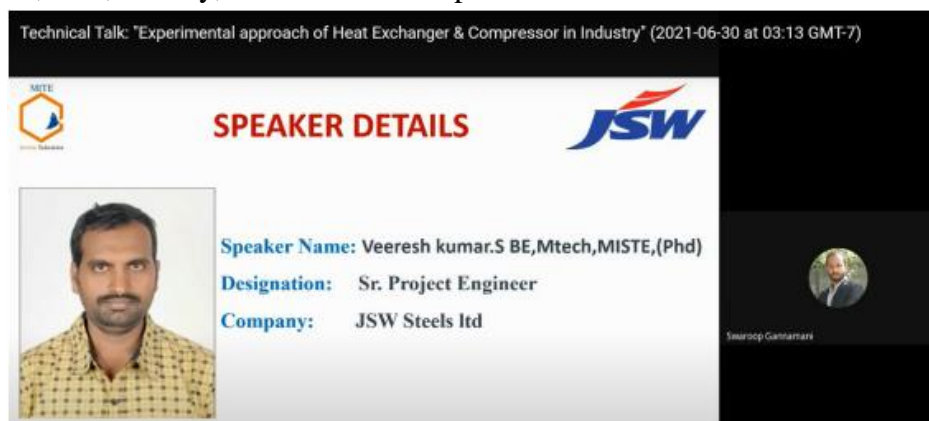 Technical Talk: "Experimental approach of Heat Exchanger & Compressor in Industry" (2021-06-30 at 03:13 GMT-7)
MITE
SPEAKER DETAILS
JSW
Speaker Name: Veeresh kumar.S BE,Mtech,MISTE,(Phd)
Designation: Sr. Project Engineer
Company: JSW Steels ltd
Swaroop Gannamani